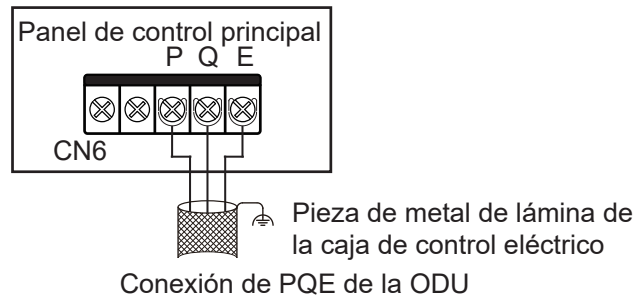 Panel de control principal
P Q E
CN6
Pieza de metal de lámina de
la caja de control eléctrico
Conexión de PQE de la ODU